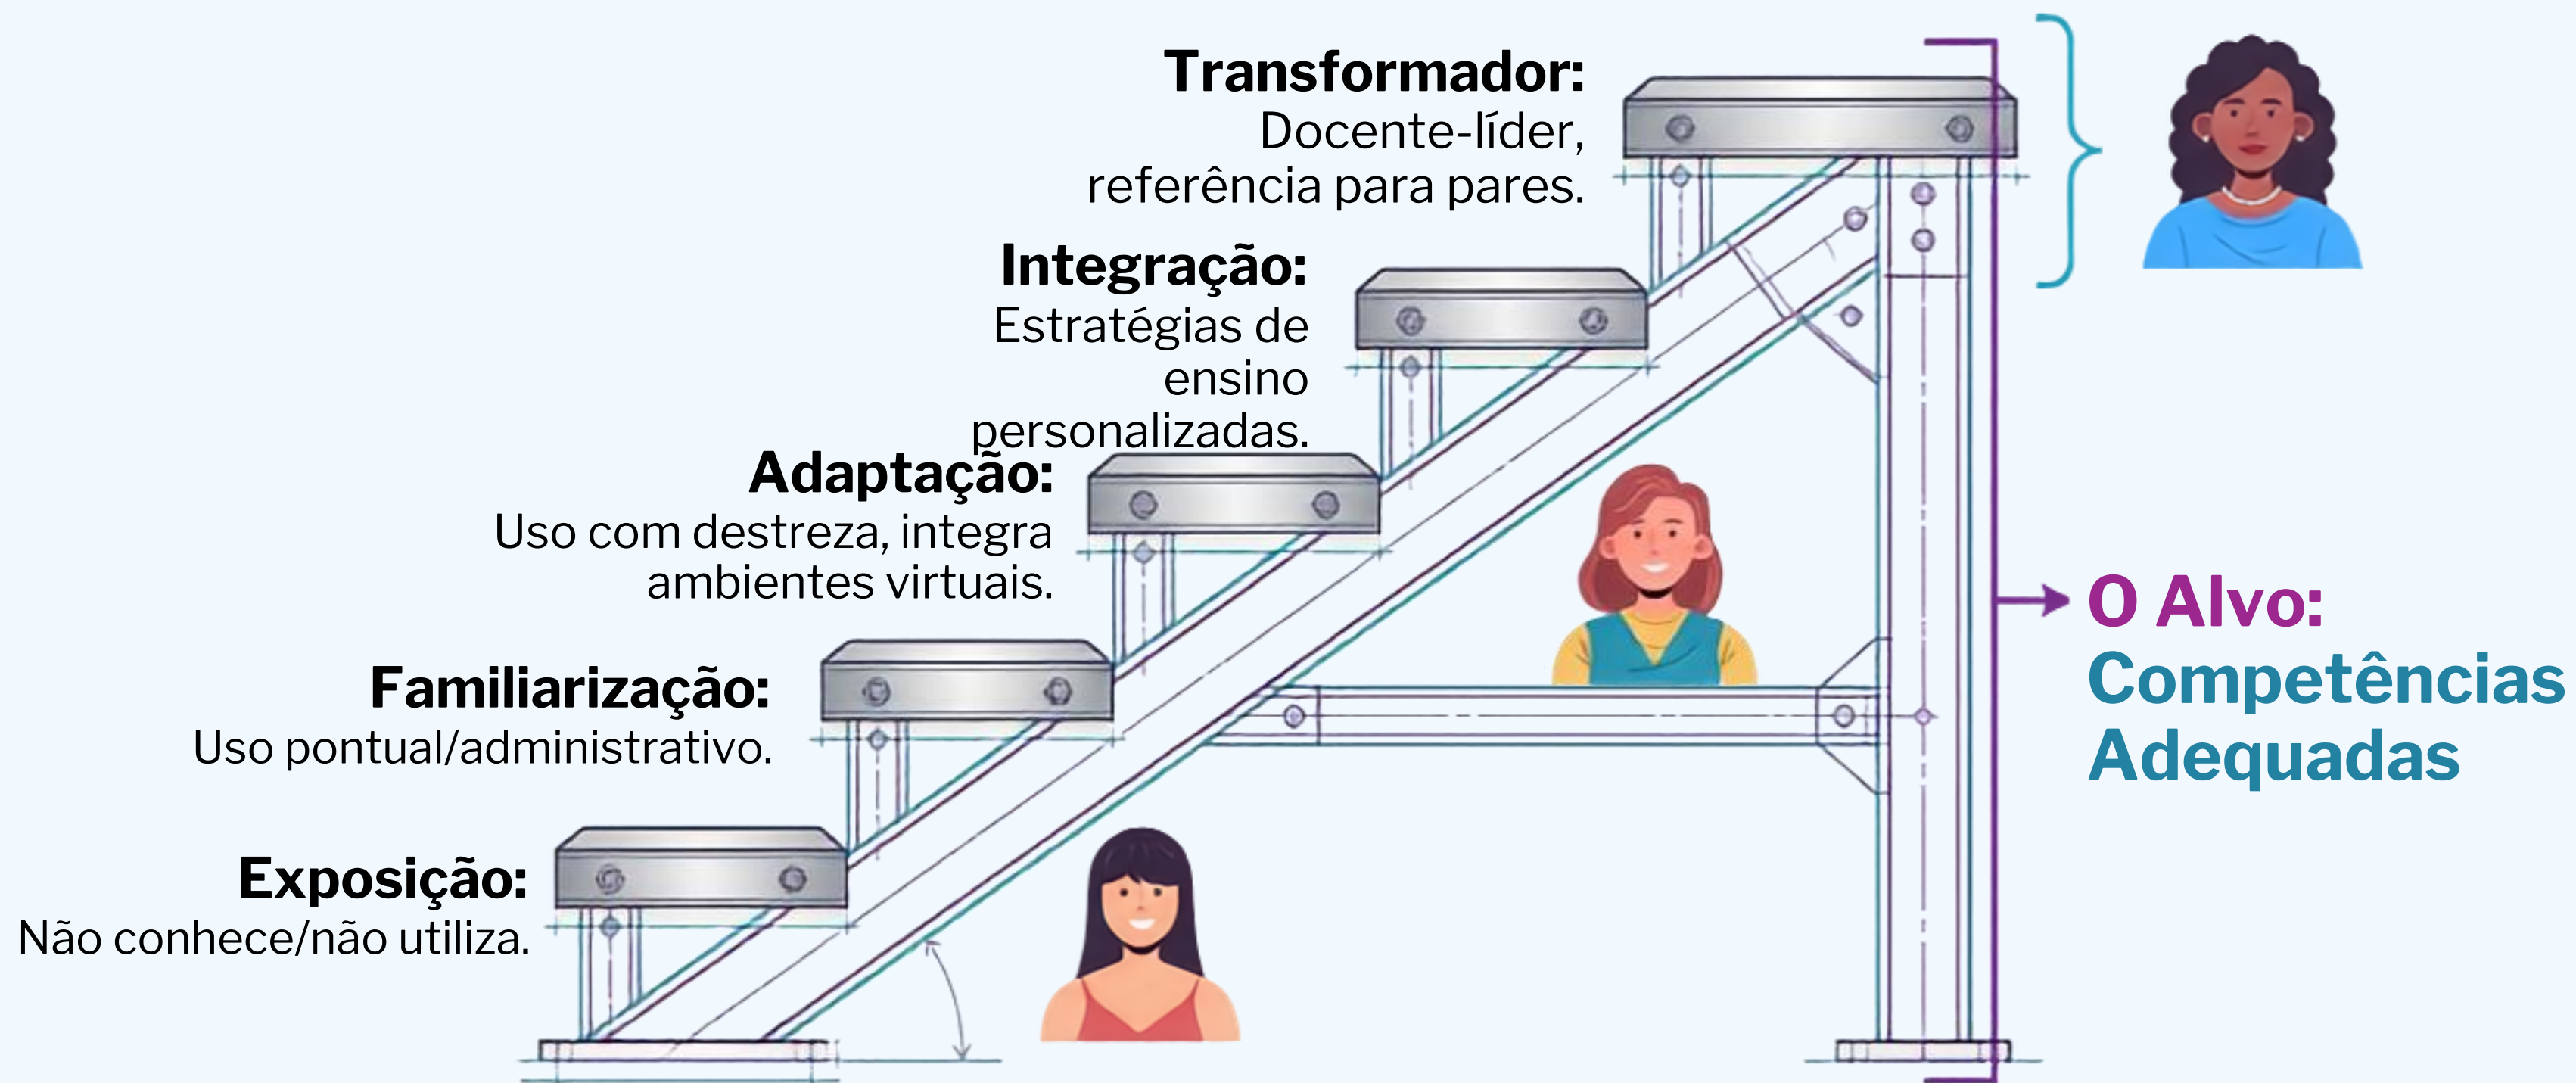 Transformador:
Docente-líder,
referência para pares.
Integração:
Estratégias de
ensino
personalizadas.
Adaptação:
Uso com destreza, integra
ambientes virtuais.
Familiarização:
Uso pontual/administrativo.
Exposição:
Não conhece/não utiliza.
O Alvo:
Competências
Adequadas